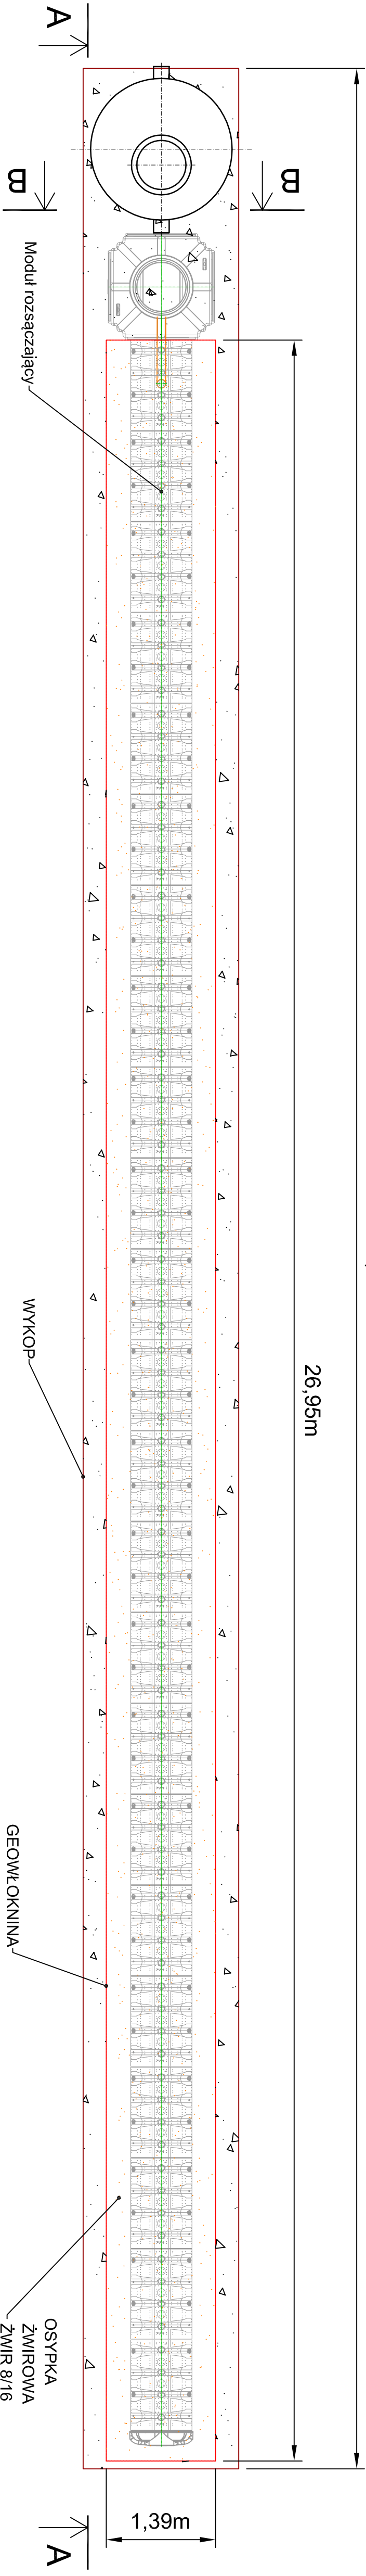 A
B
B
Moduł rozsączający
26,95m
WYKOP
GEOWŁOKNINA
OSYPKA
ŻWIROWA
ŻWIR 8/16
1,39m
A